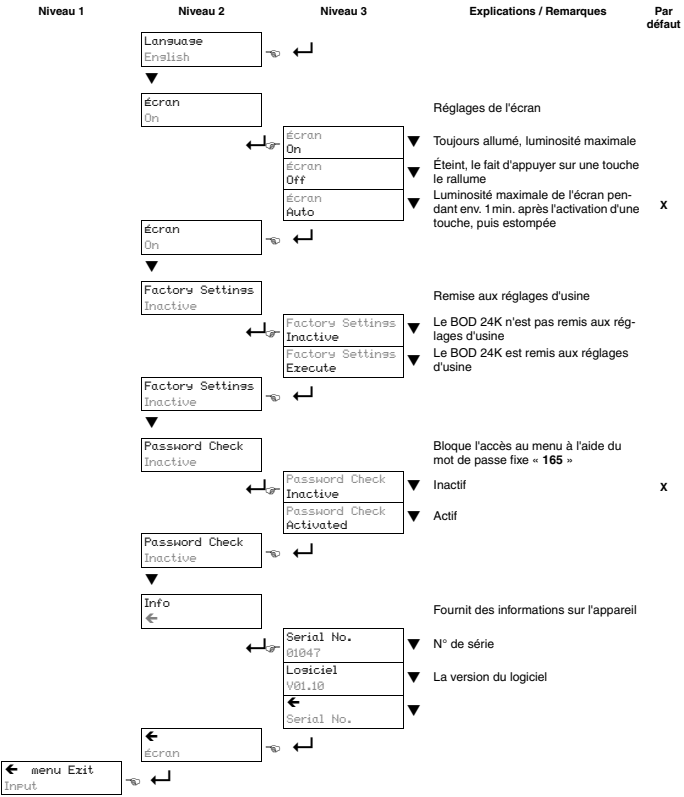 Niveau 1 Niveau 2 Niveau 3 Explications / Remarques Par défaut
Language
English
Écran
On
Réglages de l'écran
Écran
On
Toujours allumé, luminosité maximale
Écran
Off
Éteint, le fait d'appuyer sur une touche
le rallume
Écran
Auto
Luminosité maximale de l'écran pen-
dant env. 1min. après l'activation d'une
touche, puis estompée
X
Écran
On
Factory Settings
Inactive
Remise aux réglages d'usine
Factory Settings
Inactive
Le BOD 24K n'est pas remis aux rég-
lages d'usine
Factory Settings
Execute
Le BOD 24K est remis aux réglages
d'usine
Factory Settings
Inactive
Password Check
Inactive
Bloque l'accès au menu à l'aide du
mot de passe fixe « 165 »
Password Check
Inactive
Inactif
X
Password Check
Activated
Actif
Password Check
Inactive
Info
←
Fournit des informations sur l'appareil
Serial No.
01047
N° de série
Logiciel
V01.10
La version du logiciel
←
Serial No.
←
Écran
← menu Exit
Input